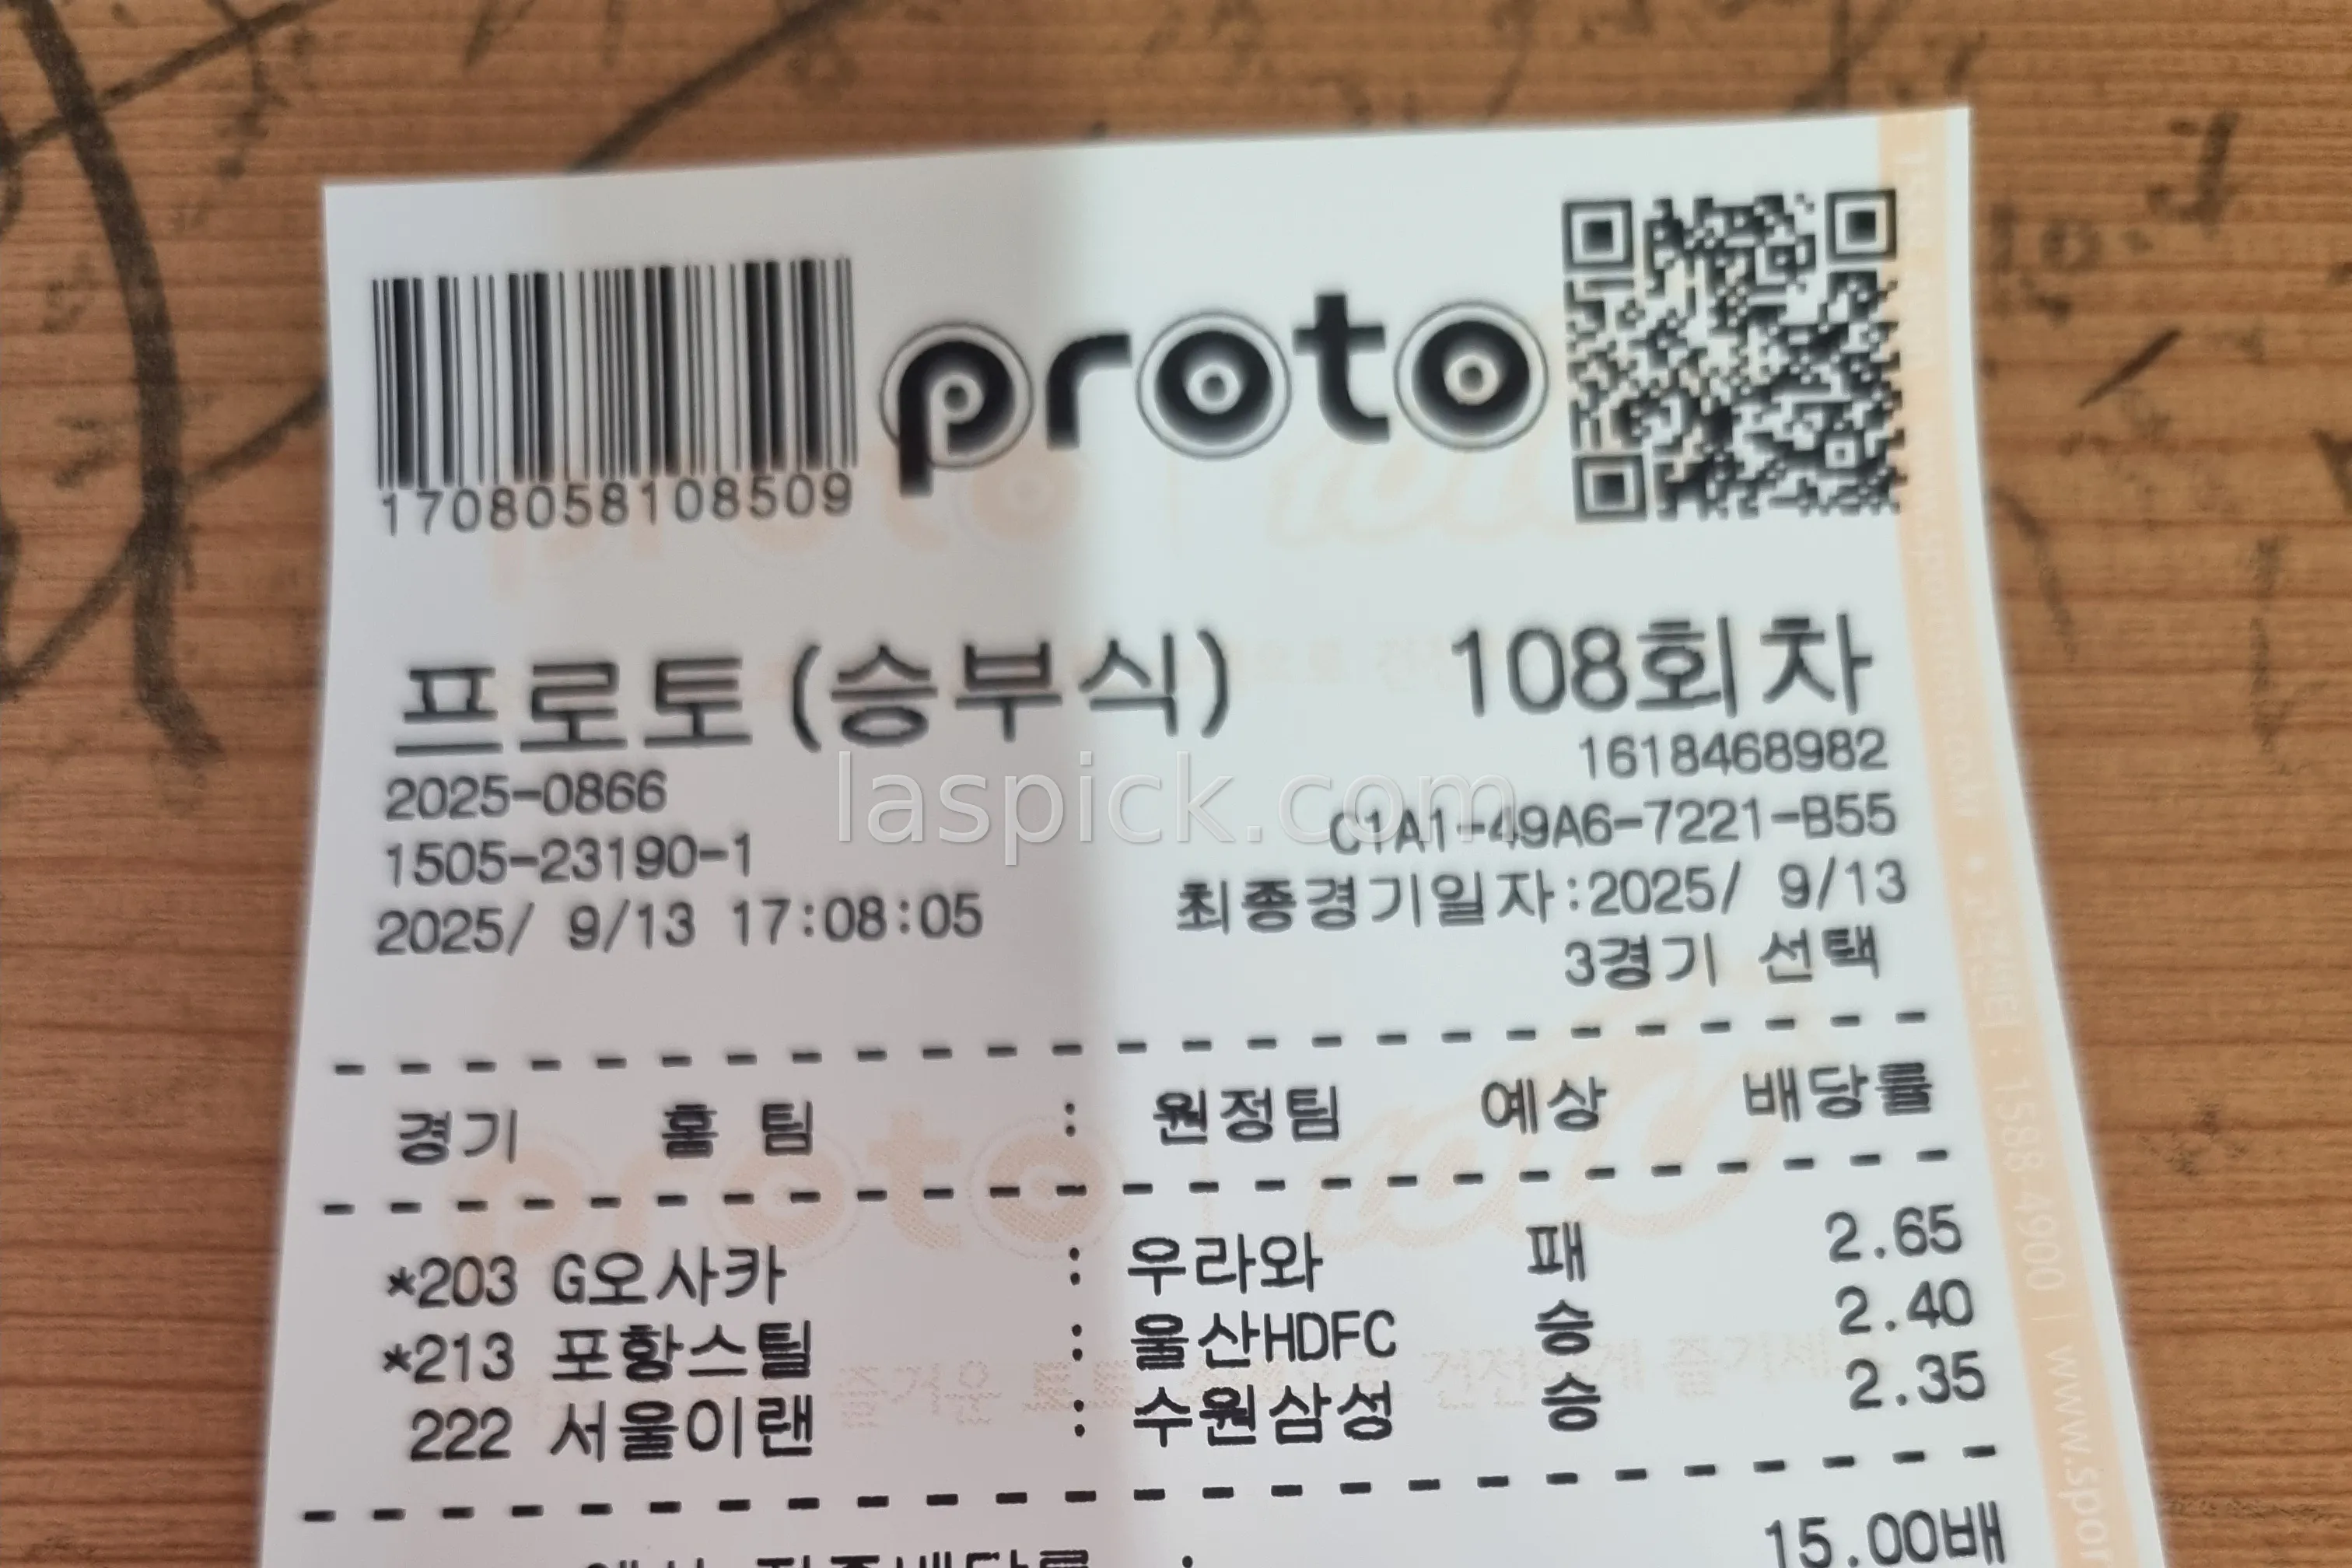 proto
1708058108509
프로토(승부식) 108회차
1618468982
2025-0866
C1A1-49A6-7221-B55
1505-23190-1
최종경기일자:2025/ 9/13
2025/ 9/13 17:08:05
3경기 선택
경기 홈 팀 : 원정팀 예상 배당률
*203 G오사카 : 우라와 패 2.65
*213 포항스틸 : 울산HDFC 승 2.40
222 서울이랜 : 수원삼성 승 2.35
15.00배
laspick.com
1588 4900 | www.spor